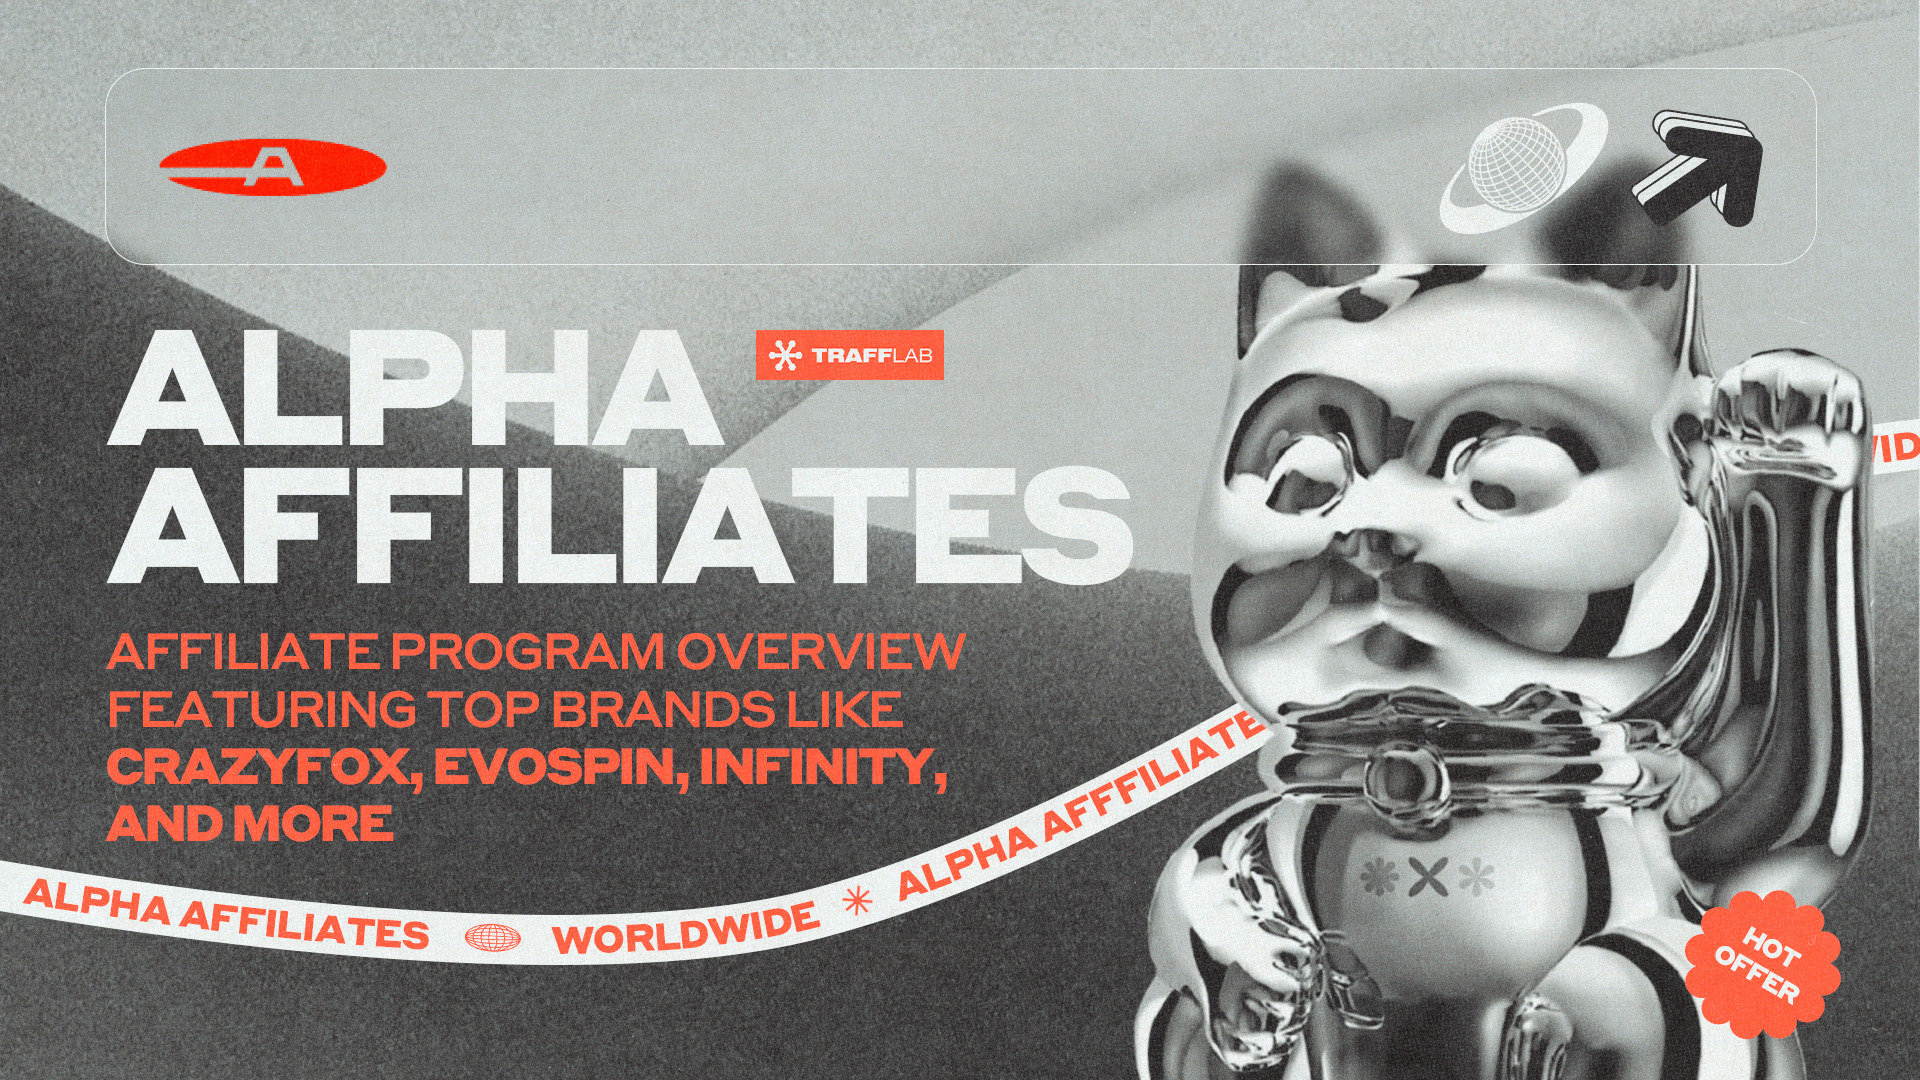 A
ALPHA
TRAFFLAB
AFFILIATES
AFFILIATE PROGRAM OVERVIEW
FEATURING TOP BRANDS LIKE
CRAZYFOX, EVOSPIN, INFINITY,
AND MORE
ALPHA AFFILIATES WORLDWIDE ALPHA AFFFILIATE
VID
HOT
OFFER